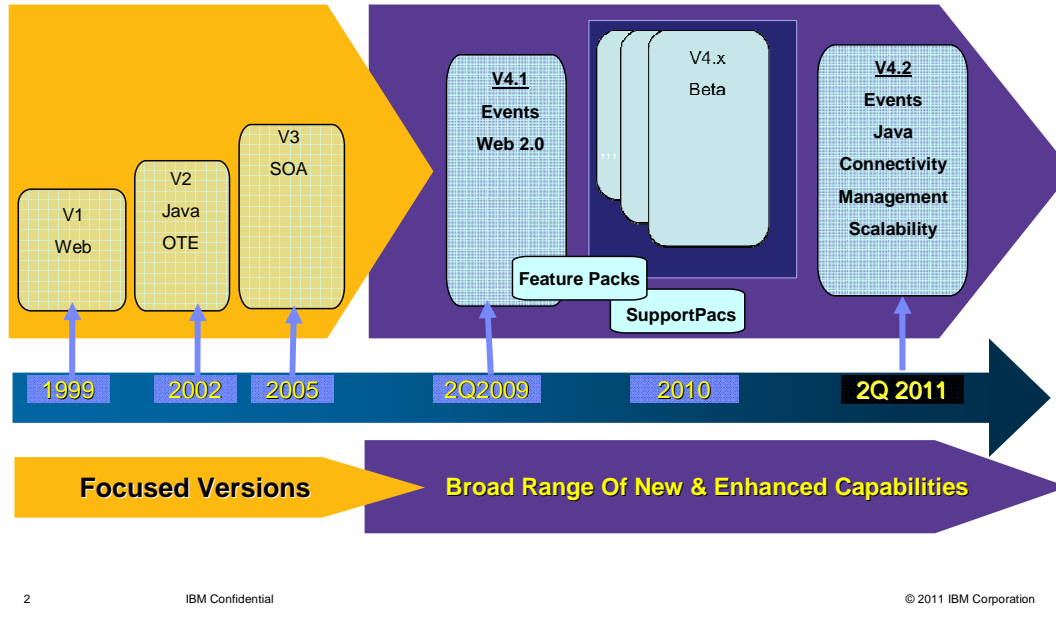 V1
Web
V2
Java
OTE
V3
SOA
V4.1
Events
Web 2.0
...
V4.x
Beta
V4.2
Events
Java
Connectivity
Management
Scalability
Feature Packs
SupportPacs
1999
2002
2005
2Q2009
2010
2Q 2011
Focused Versions
Broad Range Of New & Enhanced Capabilities
2
IBM Confidential
© 2011 IBM Corporation